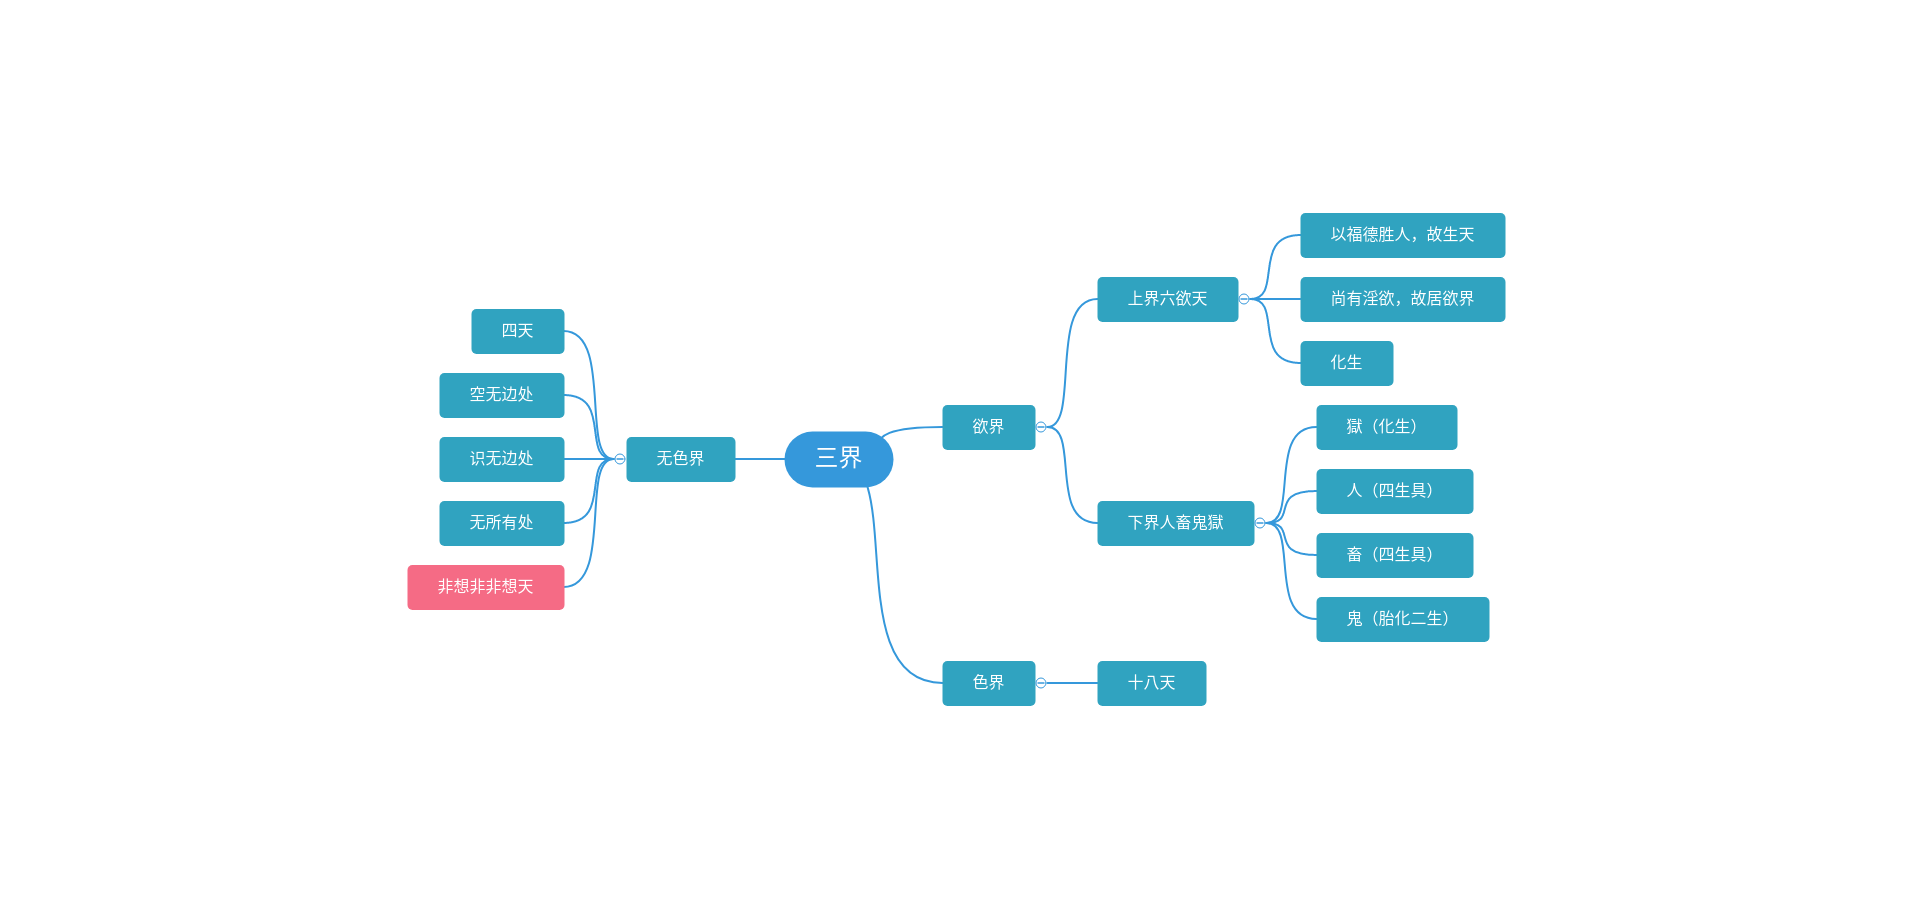 三界
欲界
上界六欲天
以福德胜人，故生天
尚有淫欲，故居欲界
化生
下界人畜鬼獄
獄（化生）
人（四生具）
畜（四生具）
鬼（胎化二生）
色界
十八天
无色界
四天
空无边处
识无边处
无所有处
非想非非想天